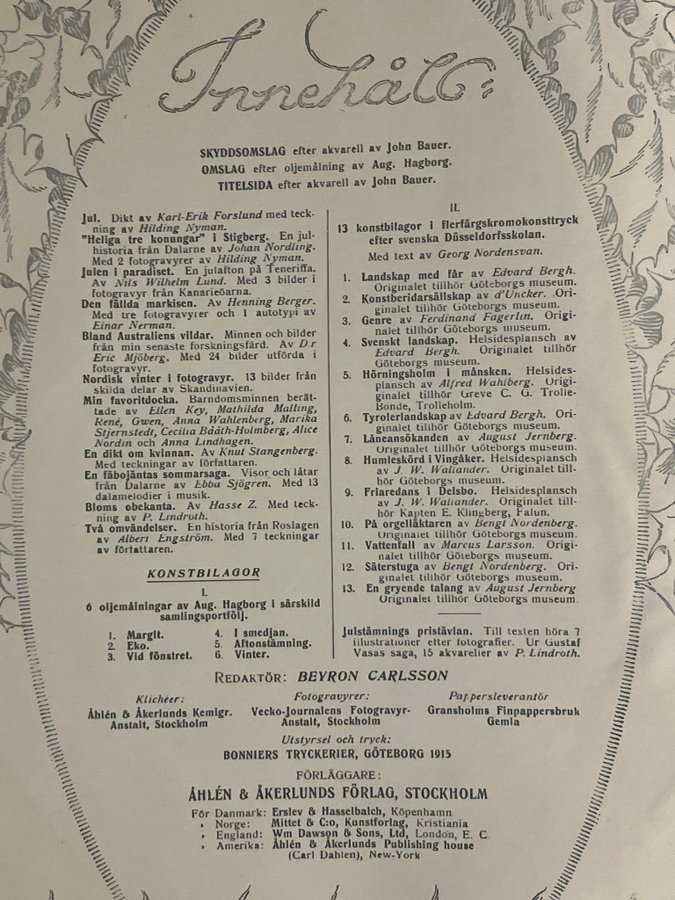 Innehåll:
SKYDDSOMSLAG efter akvarell av John Bauer.
OMSLAG efter oljemålning av Aug. Hagborg.
TITELSIDA efter akvarell av John Bauer.
Jul. Dikt av Karl-Erik Forslund med teck-
ning av Hilding Nyman.
"Heliga tre konungar" i Stigberg. En jul-
historia från Dalarne av Johan Nordling.
Med 2 fotogravyrer av Hilding Nyman.
Julen i paradiset. En julafton på Teneriffa.
Av Nils Wilhelm Lund. Med 3 bilder i
fotogravyr från Kanarieöarna.
Den fällda markisen. Av Henning Berger.
Med tre fotogravyrer och 1 autotypi av
Einar Nerman.
Bland Australiens vildar. Minnen och bilder
från min senaste forskningsfärd. Av D:r
Eric Mjöberg. Med 24 bilder utförda i
fotogravyr.
Nordisk vinter i fotogravyr. 13 bilder från
skilda delar av Skandinavien.
Min favoritdocka. Barndomsminnen berät-
tade av Ellen Key, Mathilda Malling,
René, Gwen, Anna Wahlenberg, Marika
Stjernstedt, Cecilia Bååth-Holmberg, Alice
Nordin och Anna Lindhagen.
En dikt om kvinnan. Av Knut Stangenberg.
Med teckningar av författaren.
En fäbojäntas sommarsaga. Visor och låtar
från Dalarne av Ebba Sjögren. Med 13
dalamelodier i musik.
Bloms obekanta. Av Hasse Z. Med teck-
ning av P. Lindroth.
Två omvändelser. En historia från Roslagen
av Albert Engström. Med 7 teckningar
av författaren.
KONSTBILAGOR
I.
6 oljemålningar av Aug. Hagborg i särskild
samlingsportfölj.
1. Margit.
2. Eko.
3. Vid fönstret.
4. I smedjan.
5. Aftonstämning.
6. Vinter.
II.
13 konstbilagor i flerfärgskromokonsttryck
efter svenska Düsseldorfsskolan.
Med text av Georg Nordensvan.
1. Landskap med får av Edvard Bergh.
Originalet tillhör Göteborgs museum.
2. Konstberidarsällskap av d'Uncker. Ori-
ginalet tillhör Göteborgs museum.
3. Genre av Ferdinand Fagerlin. Origi-
nalet tillhör Göteborgs museum.
4. Svenskt landskap. Helsidesplansch av
Edvard Bergh. Originalet tillhör
Göteborgs museum.
5. Hörningsholm i månsken. Helsides-
plansch av Alfred Wahlberg. Origi-
ginalet tillhör Greve C. G. Trolle-
Bonde, Trolleholm.
6. Tyrolerlandskap av Edvard Bergh. Ori-
ginalet tillhör Göteborgs museum.
7. Låneansökanden av August Jernberg.
Originalet tillhör Göteborgs museum.
8. Humleskörd i Vingåker. Helsidesplansch
av J. W. Wallander. Originalet till-
hör Göteborgs museum.
9. Friaredans i Delsbo. Helsidesplansch
av J. W. Wallander. Originalet till-
hör Kapten E. Klingberg, Falun.
10. På orgelläktaren av Bengt Nordenberg.
Originalet tillhör Göteborgs museum.
11. Vattenfall av Marcus Larsson. Origi-
nalet tillhör Göteborgs museum.
12. Säterstuga av Bengt Nordenberg. Ori-
ginalet tillhör Göteborgs museum.
13. En gryende talang av August Jernberg
Originalet tillhör Göteborgs museum.
Julstämnings pristävlan. Till texten höra 7
illustrationer efter fotografier. Ur Gustaf
Vasas saga, 15 akvareller av P. Lindroth.
REDAKTÖR: BEYRON CARLSSON
Klichéer:
Åhlén & Åkerlunds Kemigr.
Anstalt, Stockholm
Fotogravyrer:
Vecko-Journalens Fotogravyr-
Anstalt, Stockholm
Pappersleverantör
Gransholms Finpappersbruk
Gemla
Utstyrsel och tryck:
BONNIERS TRYCKERIER, GÖTEBORG 1915
FÖRLÄGGARE:
ÅHLÉN & ÅKERLUNDS FÖRLAG, STOCKHOLM
För Danmark: Erslev & Hasselbalch, Köpenhamn
» Norge: Mittet & C:o, Kunstforlag, Kristiania
» England: Wm Dawson & Sons, Ltd, London, E. C.
» Amerika: Åhlén & Åkerlunds Publishing house
(Carl Dahlen), New-York